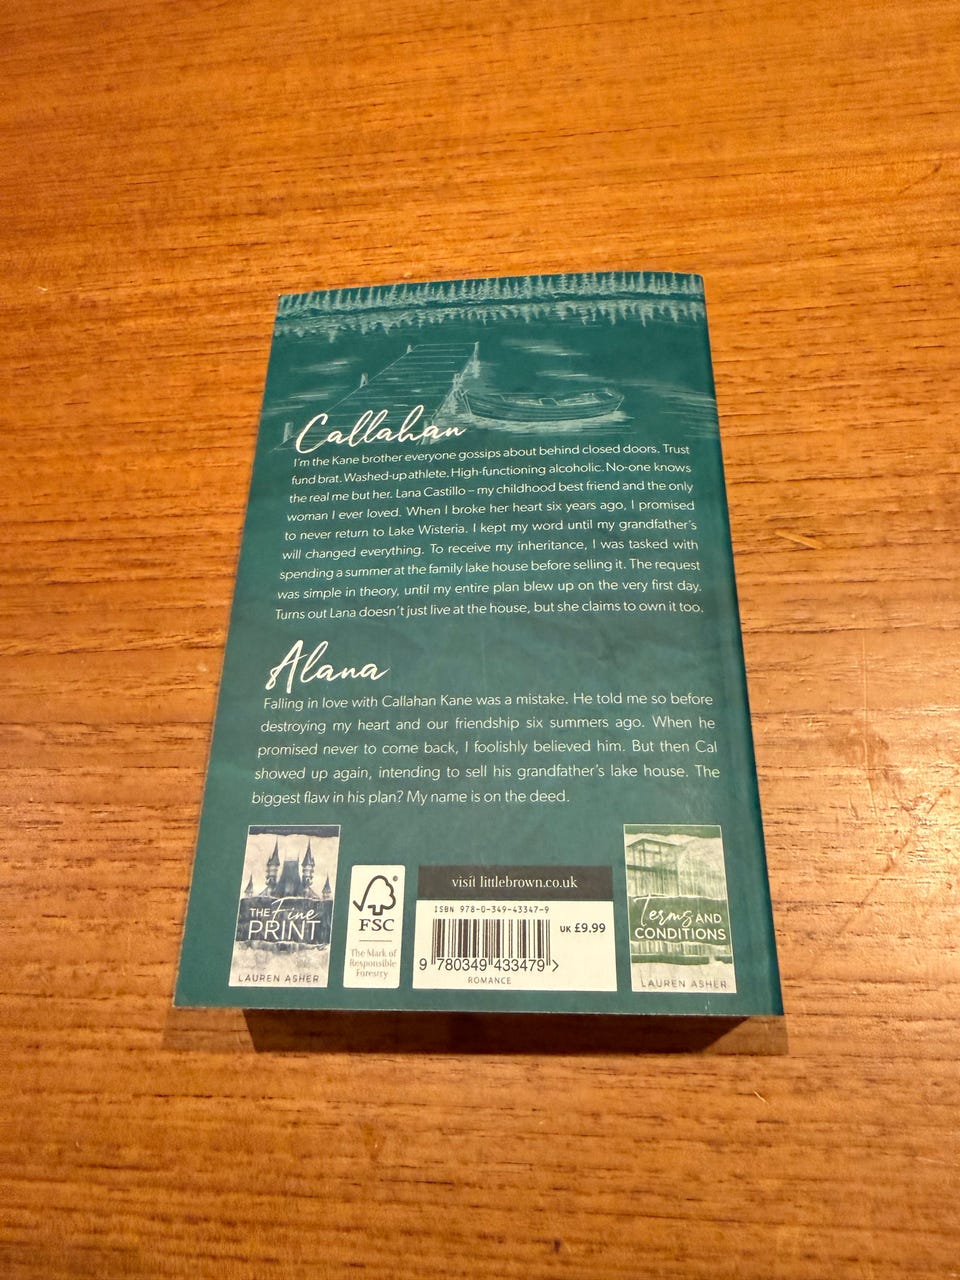 Callahan
I'm the Kane brother everyone gossips about behind closed doors. Trust
fund brat. Washed-up athlete. High-functioning alcoholic. No-one knows
the real me but her. Lana Castillo – my childhood best friend and the only
woman I ever loved. When I broke her heart six years ago, I promised
to never return to Lake Wisteria. I kept my word until my grandfather's
will changed everything. To receive my inheritance, I was tasked with
spending a summer at the family lake house before selling it. The request
was simple in theory, until my entire plan blew up on the very first day.
Turns out Lana doesn't just live at the house, but she claims to own it too.
Alana
Falling in love with Callahan Kane was a mistake. He told me so before
destroying my heart and our friendship six summers ago. When he
promised never to come back, I foolishly believed him. But then Cal
showed up again, intending to sell his grandfather's lake house. The
biggest flaw in his plan? My name is on the deed.
THE Fine
PRINT
LAUREN ASHER
FSC
®
The Mark of
Responsible
Forestry
visit littlebrown.co.uk
ISBN 978-0-349-43347-9
UK £9.99
9 780349 433479 >
ROMANCE
Terms AND
CONDITIONS
LAUREN ASHER